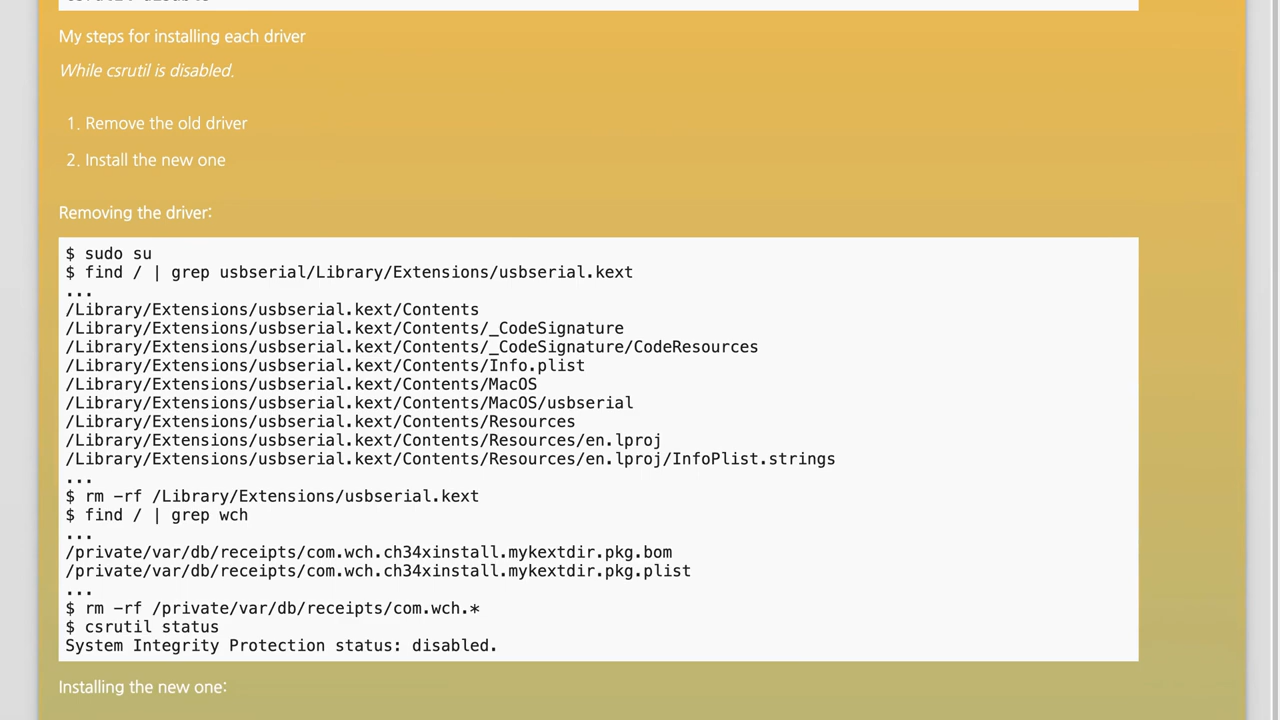 My steps for installing each driver
While csrutil is disabled.
1. Remove the old driver
2. Install the new one
Removing the driver:
$ sudo su
$ find / | grep usbserial/Library/Extensions/usbserial.kext
...
/Library/Extensions/usbserial.kext/Contents
/Library/Extensions/usbserial.kext/Contents/_CodeSignature
/Library/Extensions/usbserial.kext/Contents/_CodeSignature/CodeResources
/Library/Extensions/usbserial.kext/Contents/Info.plist
/Library/Extensions/usbserial.kext/Contents/MacOS
/Library/Extensions/usbserial.kext/Contents/MacOS/usbserial
/Library/Extensions/usbserial.kext/Contents/Resources
/Library/Extensions/usbserial.kext/Contents/Resources/en.lproj
/Library/Extensions/usbserial.kext/Contents/Resources/en.lproj/InfoPlist.strings
...
$ rm -rf /Library/Extensions/usbserial.kext
$ find / | grep wch
...
/private/var/db/receipts/com.wch.ch34xinstall.mykextdir.pkg.bom
/private/var/db/receipts/com.wch.ch34xinstall.mykextdir.pkg.plist
...
$ rm -rf /private/var/db/receipts/com.wch.*
$ csrutil status
System Integrity Protection status: disabled.
Installing the new one: